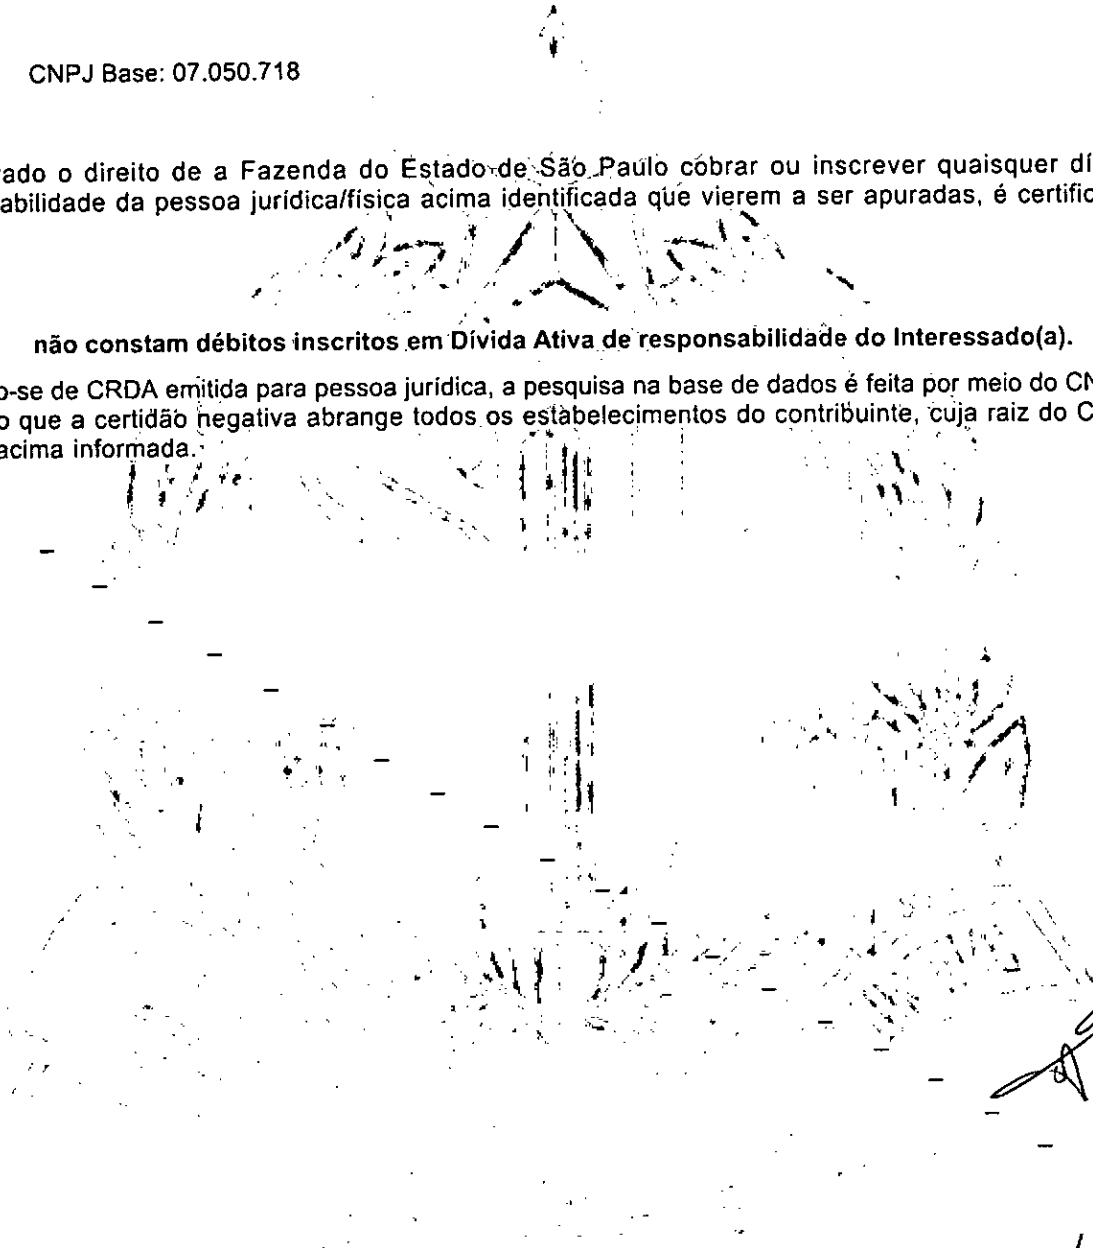 CNPJ Base: 07.050.718
ado o direito de a Fazenda do Estado de São Paulo cobrar ou inscrever quaisquer dí
abilidade da pessoa jurídica/física acima identificada que vierem a ser apuradas, é certific
não constam débitos inscritos em Dívida Ativa de responsabilidade do Interessado(a).
o-se de CRDA emitida para pessoa jurídica, a pesquisa na base de dados é feita por meio do CN
o que a certidão negativa abrange todos os estabelecimentos do contribuinte, cuja raiz do C
acima informada.